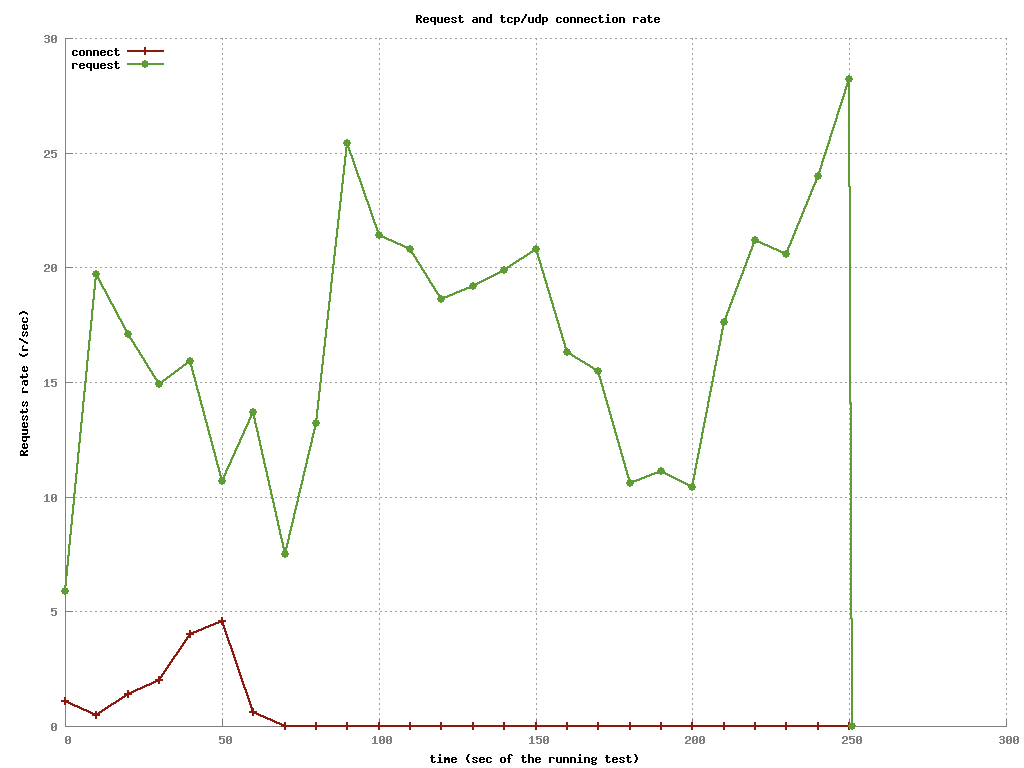 Request and tcp/udp connection rate
connect
request
30
25
20
15
10
5
0
Requests rate (r/sec)
0 50 100 150 200 250 300
time (sec of the running test)